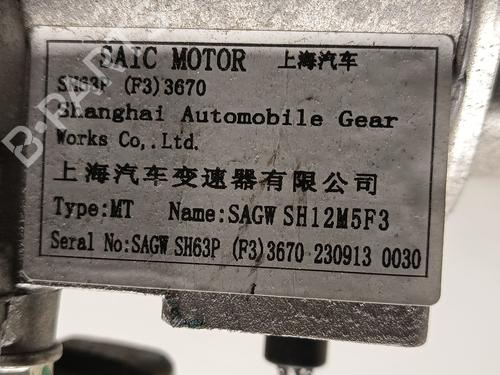 SAIC MOTOR 上海汽车
SH63P (F3)3670
Shanghai Automobile Gear
Works Co,.Ltd.
上海汽车变速器有限公司
Type:MT Name:SAGW SH12M5F3
Serial No:SAGW SH63P (F3)3670 230913 0030
B-PARTS